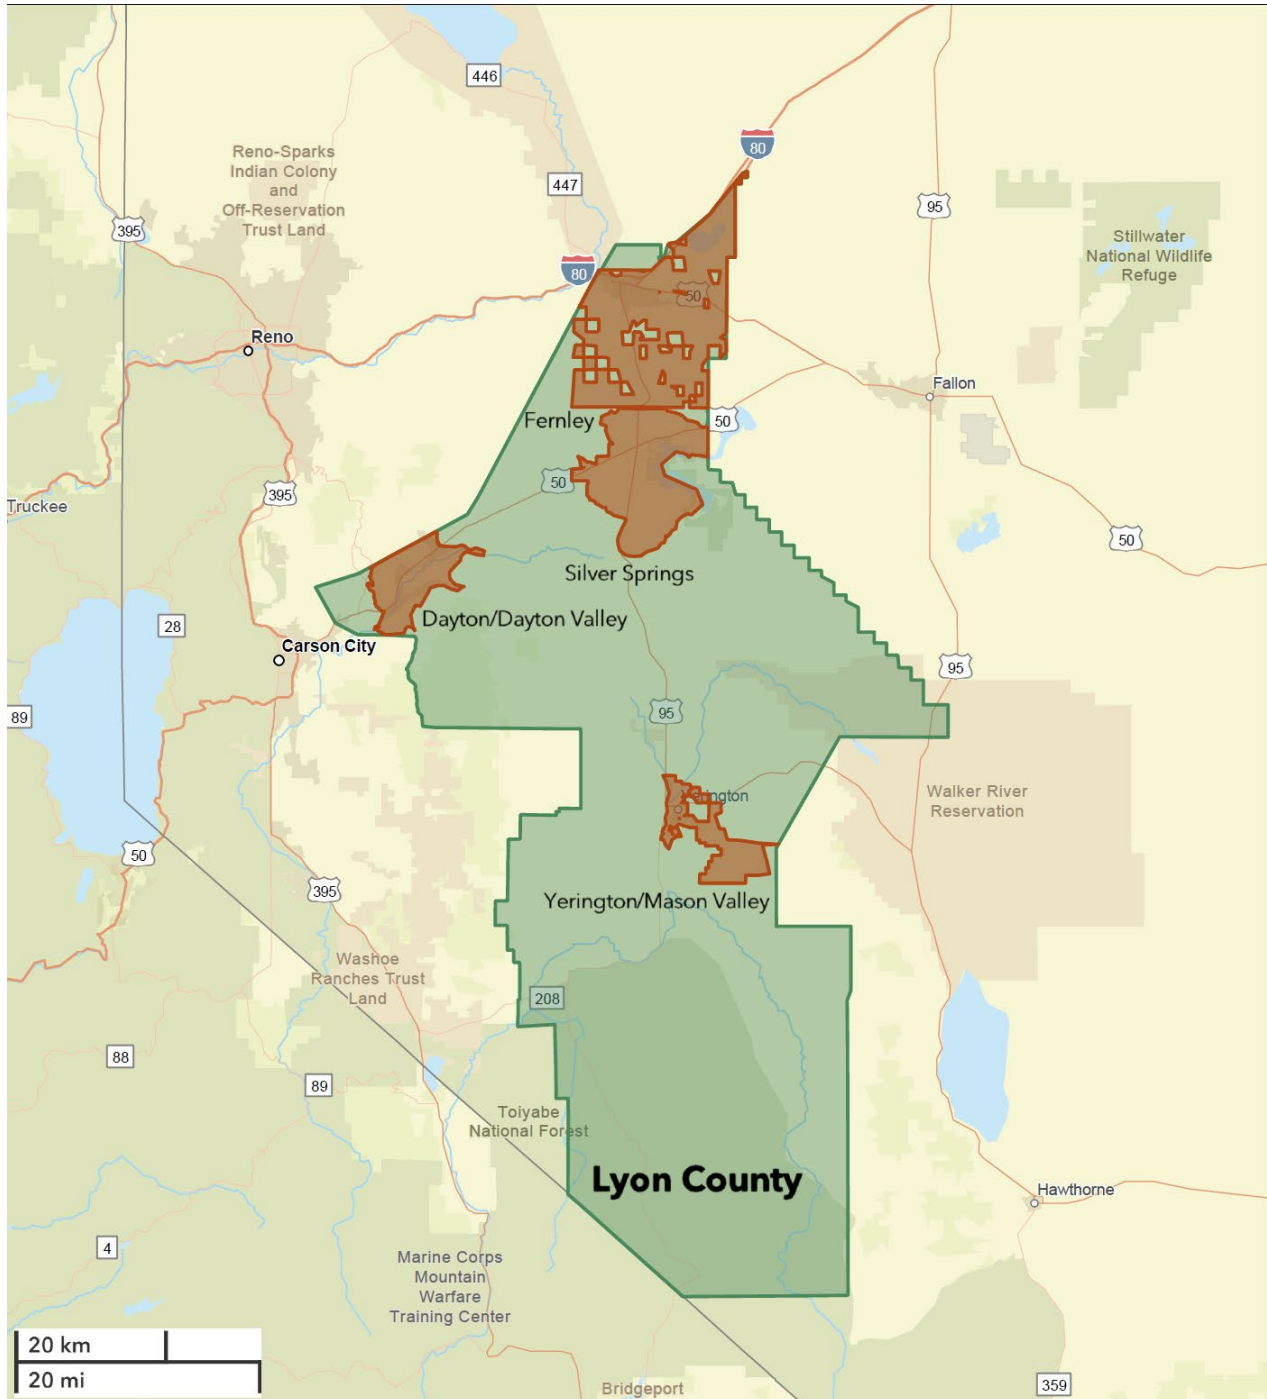 446
80
447
Reno-Sparks
Indian Colony
and
Off-Reservation
Trust Land
395
95
Stillwater
National Wildlife
Refuge
80
50
Reno
Fallon
Fernley
50
50
395
Truckee
50
Silver Springs
Dayton/Dayton Valley
28
Carson City
95
89
95
Walker River
Reservation
50
395
Yerington/Mason Valley
Washoe
Ranches Trust
Land
208
88
89
Toiyabe
National Forest
Lyon County
Hawthorne
4
Marine Corps
Mountain
Warfare
Training Center
20 km
20 mi
Bridgeport
359